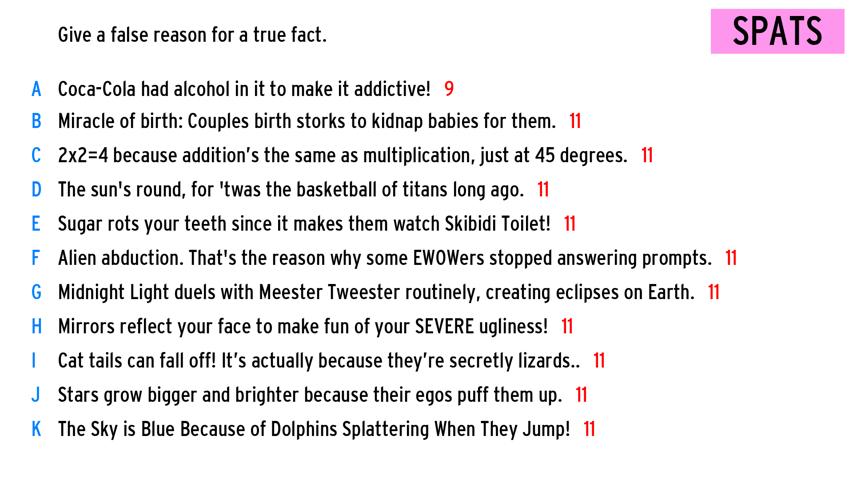 Give a false reason for a true fact.
SPATS
A Coca-Cola had alcohol in it to make it addictive! 9
B Miracle of birth: Couples birth storks to kidnap babies for them. 11
C 2x2=4 because addition’s the same as multiplication, just at 45 degrees. 11
D The sun's round, for 'twas the basketball of titans long ago. 11
E Sugar rots your teeth since it makes them watch Skibidi Toilet! 11
F Alien abduction. That's the reason why some EWOWers stopped answering prompts. 11
G Midnight Light duels with Meester Tweester routinely, creating eclipses on Earth. 11
H Mirrors reflect your face to make fun of your SEVERE ugliness! 11
I Cat tails can fall off! It’s actually because they’re secretly lizards.. 11
J Stars grow bigger and brighter because their egos puff them up. 11
K The Sky is Blue Because of Dolphins Splattering When They Jump! 11